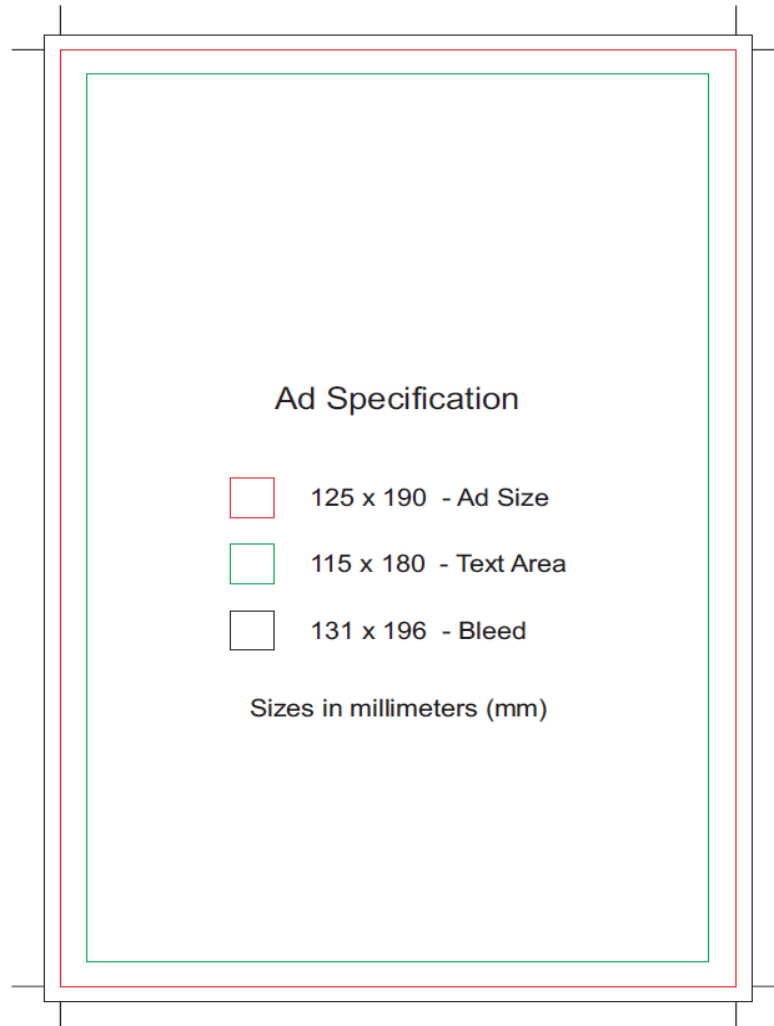 Ad Specification
125 x 190 - Ad Size
115 x 180 - Text Area
131 x 196 - Bleed
Sizes in millimeters (mm)